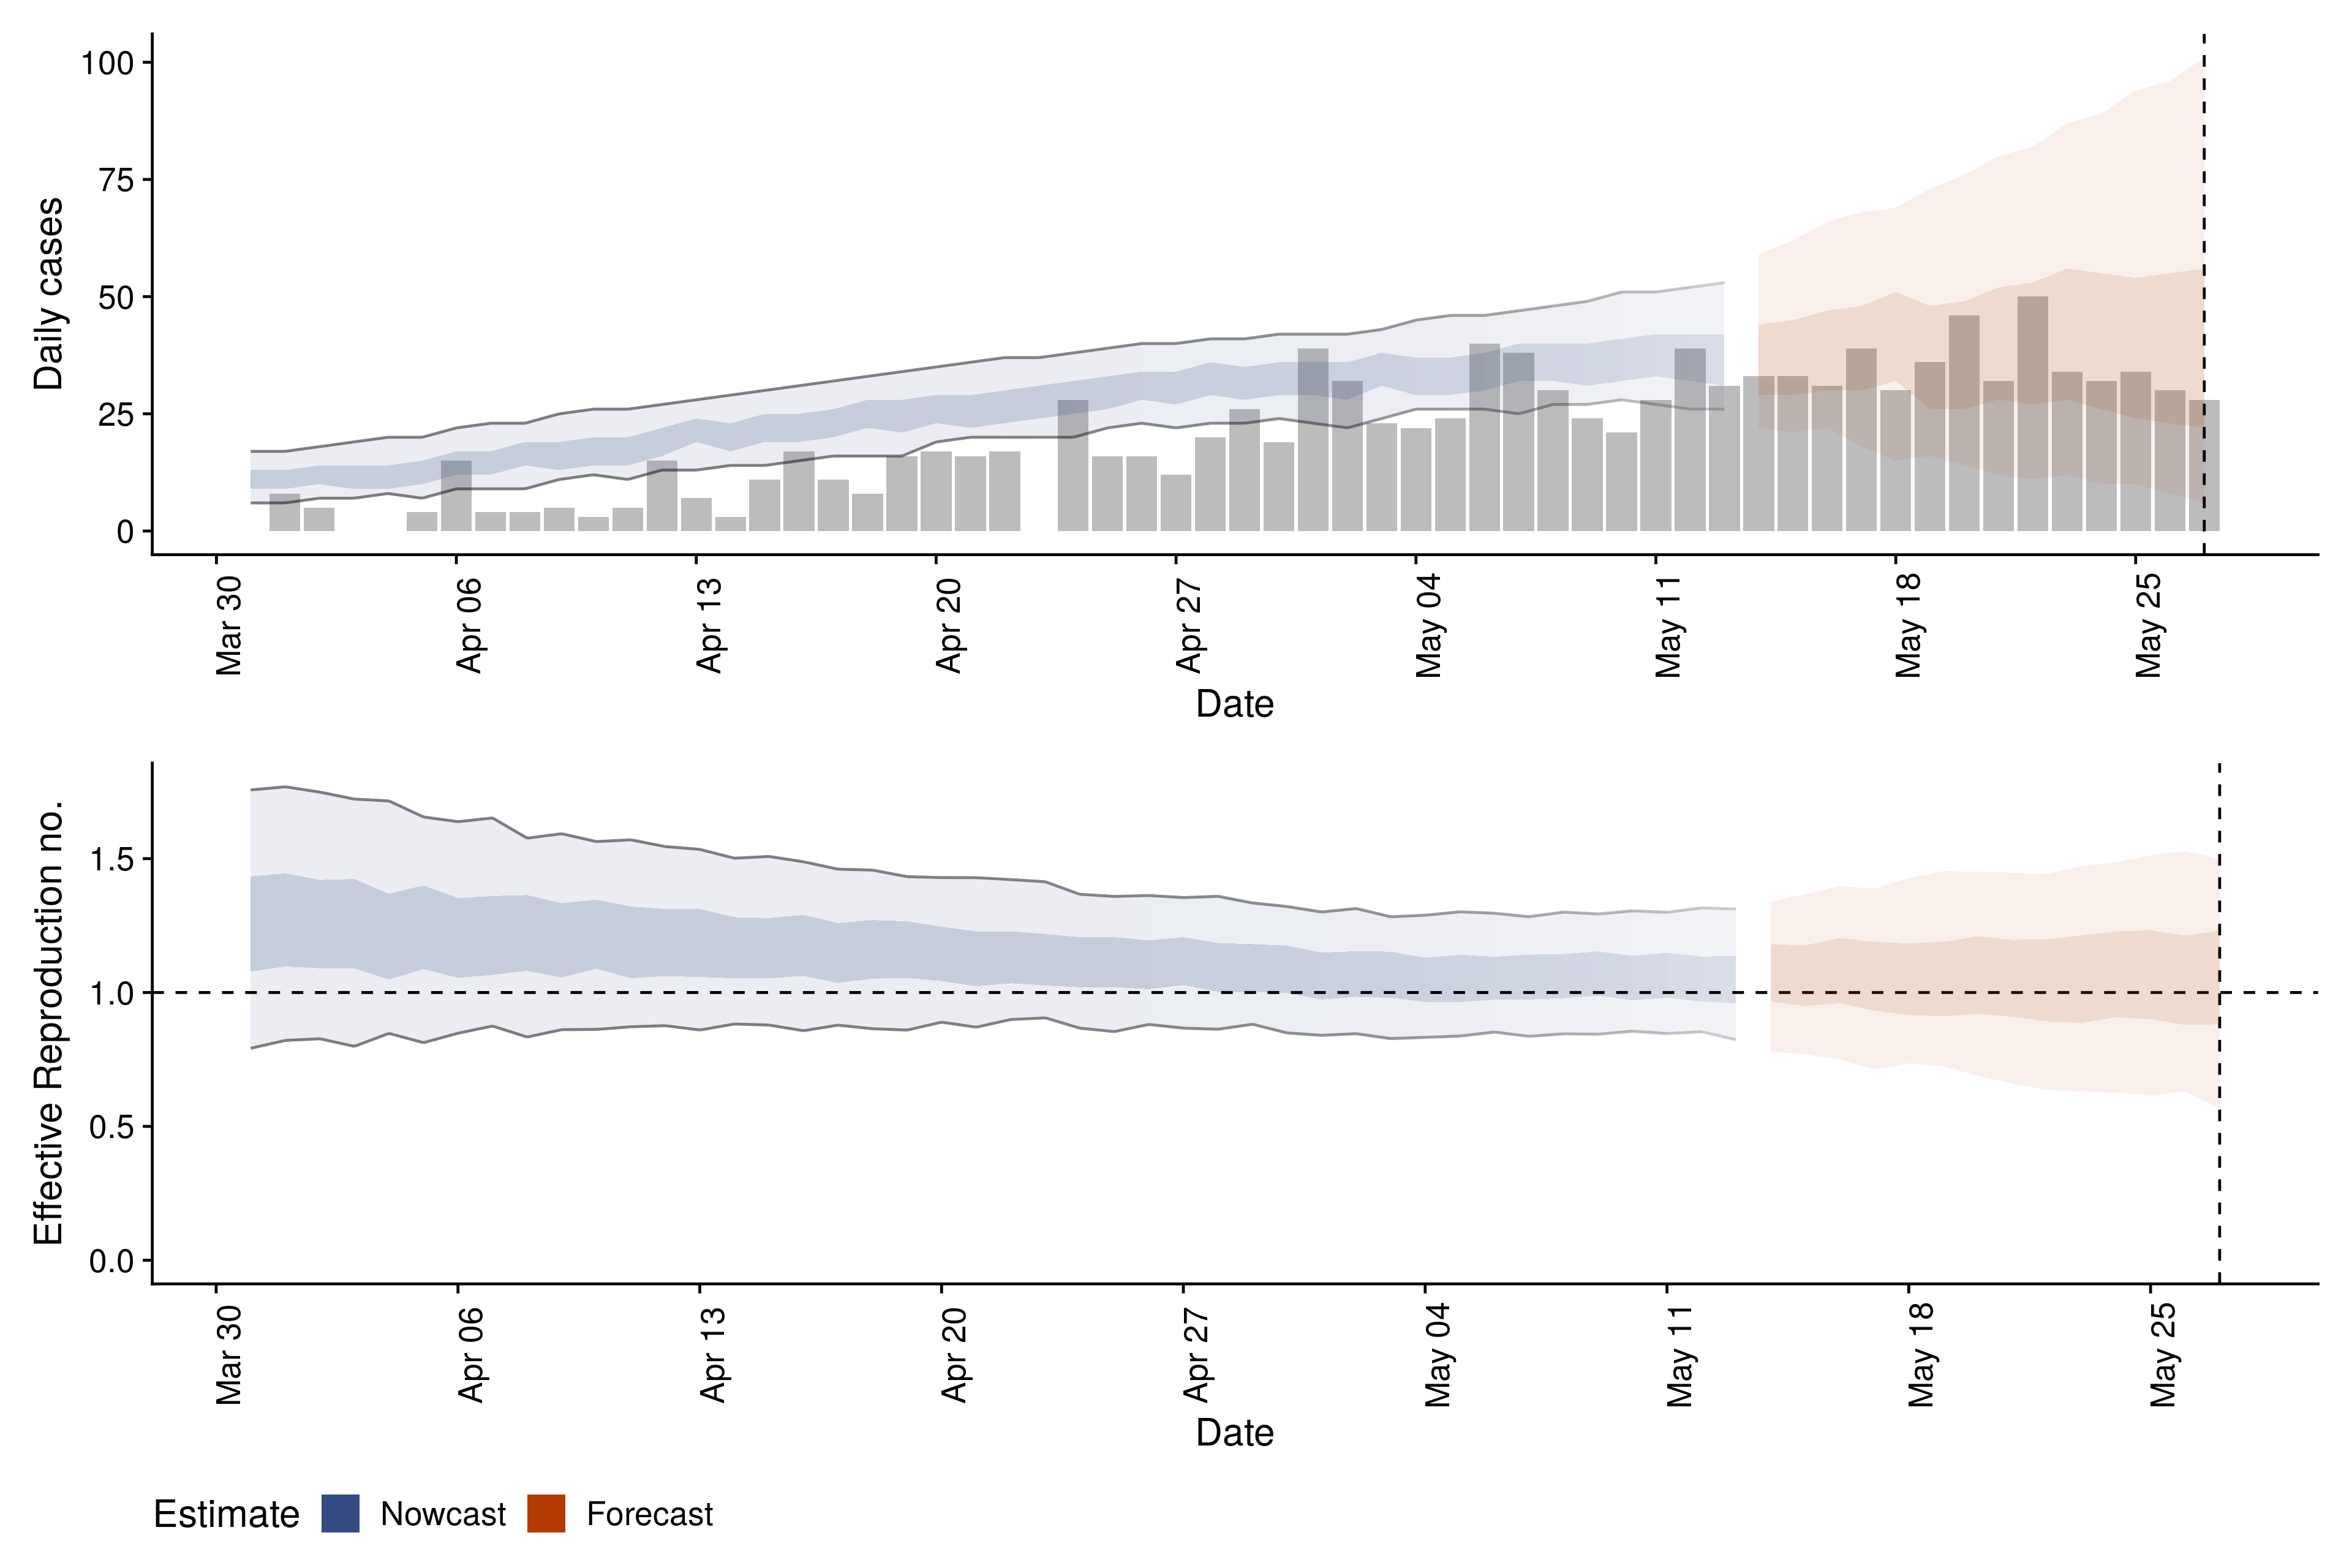 Daily cases
100
75
50
25
0
Mar 30
Apr 06
Apr 13
Apr 20
Apr 27
May 04
May 11
May 18
May 25
Date
Effective Reproduction no.
1.5
1.0
0.5
0.0
Mar 30
Apr 06
Apr 13
Apr 20
Apr 27
May 04
May 11
May 18
May 25
Date
Estimate Nowcast Forecast